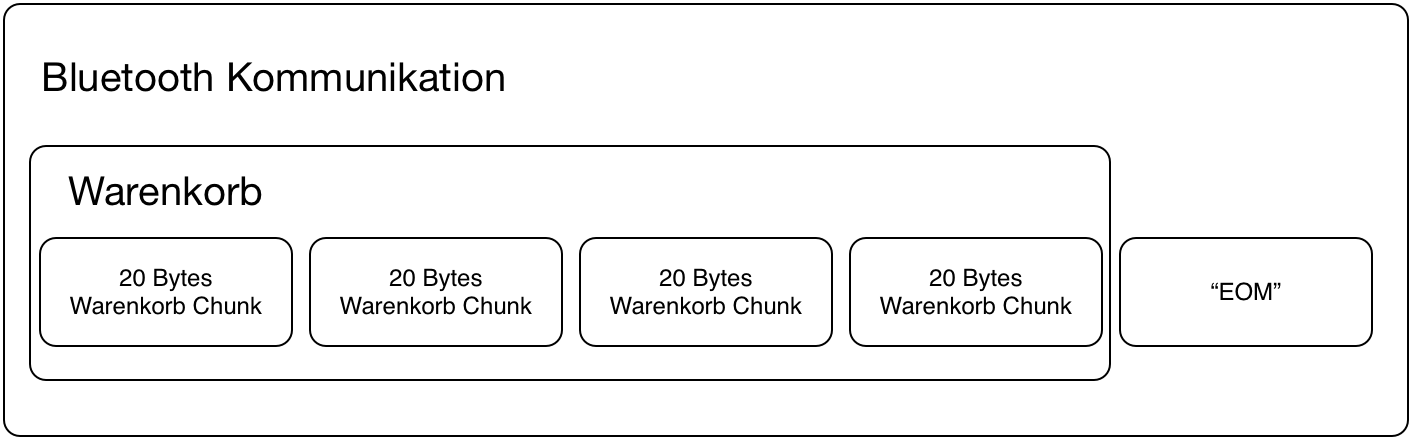 Bluetooth Kommunikation
Warenkorb
20 Bytes
Warenkorb Chunk
20 Bytes
Warenkorb Chunk
20 Bytes
Warenkorb Chunk
20 Bytes
Warenkorb Chunk
“EOM”